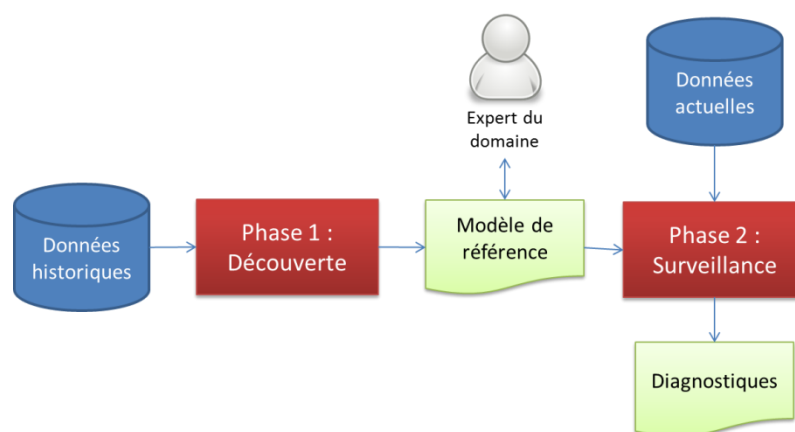 Données
actuelles
Expert du
domaine
Données
historiques
Phase 1 :
Découverte
Modèle de
référence
Phase 2 :
Surveillance
Diagnostiques